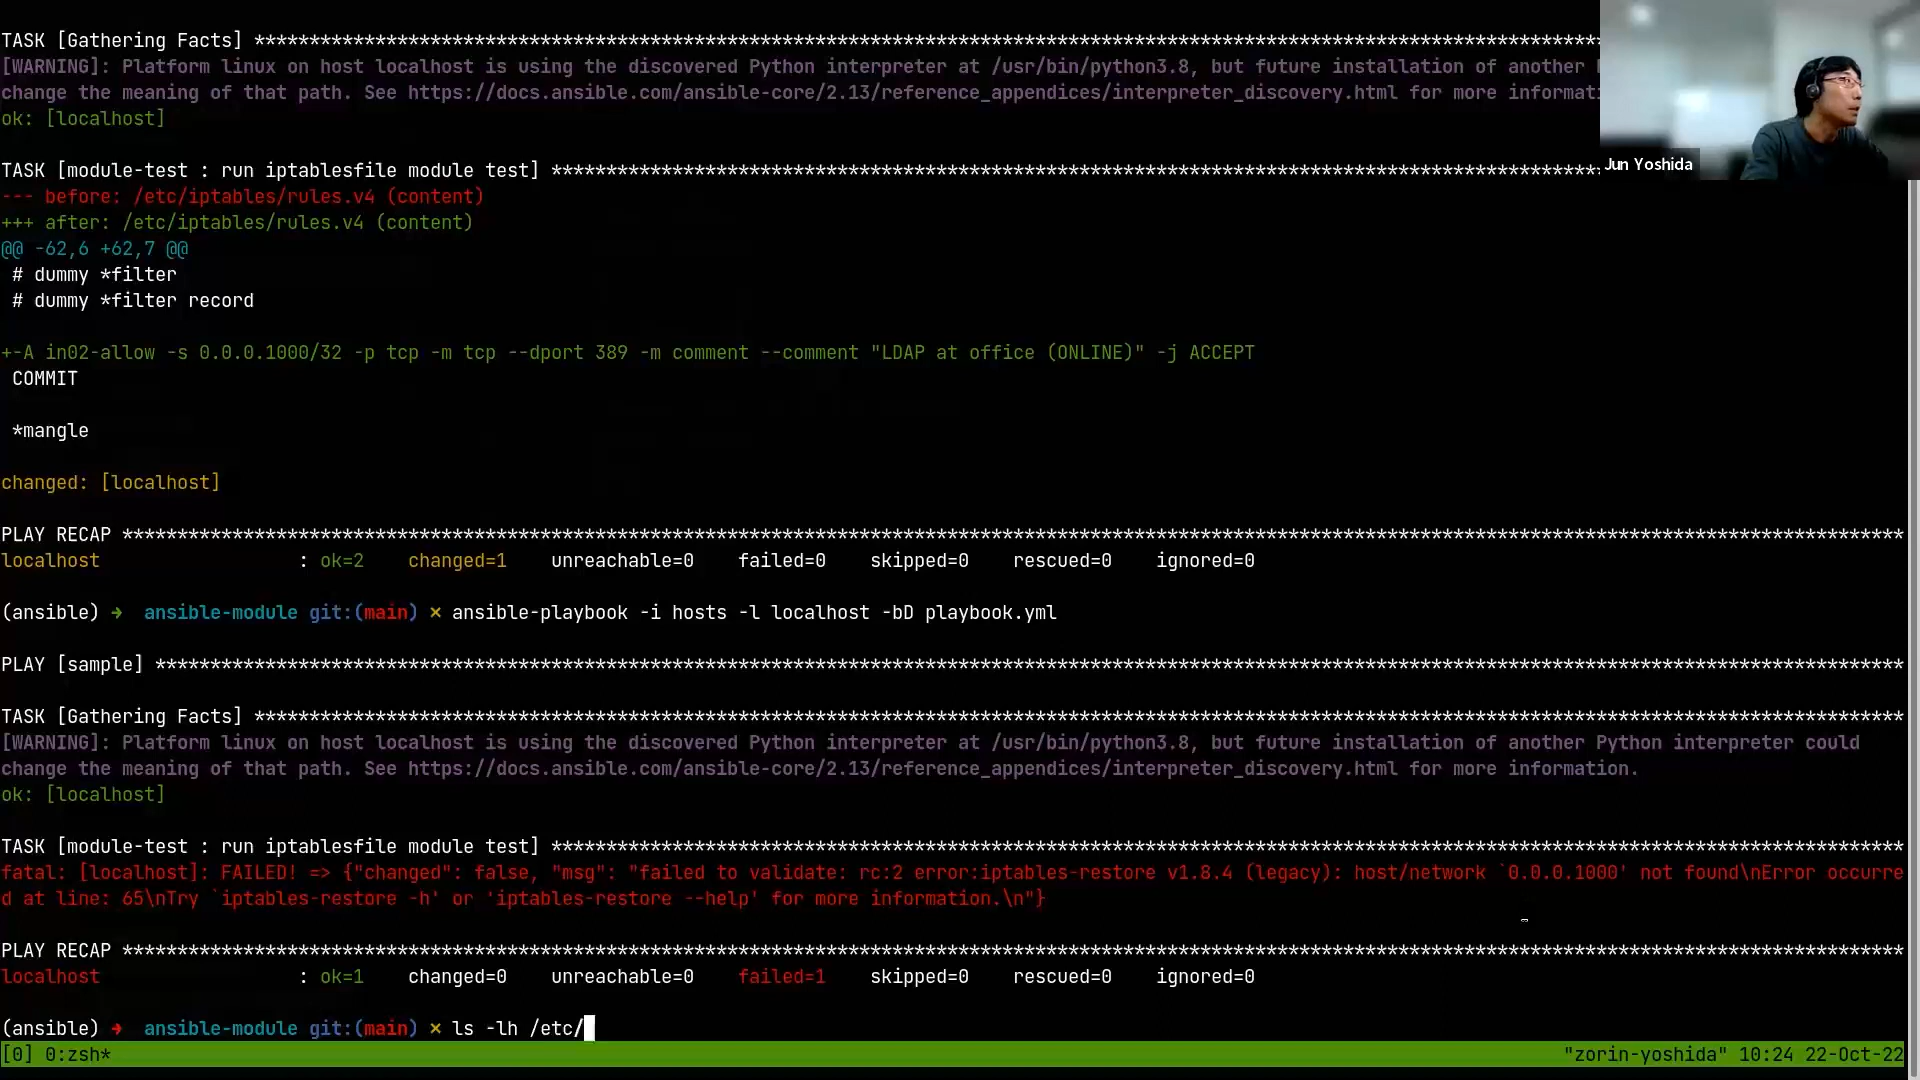 TASK [Gathering Facts] **************************************************************************************************************************
[WARNING]: Platform linux on host localhost is using the discovered Python interpreter at /usr/bin/python3.8, but future installation of another
change the meaning of that path. See https://docs.ansible.com/ansible-core/2.13/reference_appendices/interpreter_discovery.html for more informati
ok: [localhost]
Jun Yoshida
TASK [module-test : run iptablesfile module test] ***********************************************************************************************
--- before: /etc/iptables/rules.v4 (content)
+++ after: /etc/iptables/rules.v4 (content)
@@ -62,6 +62,7 @@
# dummy *filter
# dummy *filter record
+-A in02-allow -s 0.0.0.1000/32 -p tcp -m tcp --dport 389 -m comment --comment "LDAP at office (ONLINE)" -j ACCEPT
COMMIT
*mangle
changed: [localhost]
PLAY RECAP ******************************************************************************************************************************************************************
localhost : ok=2 changed=1 unreachable=0 failed=0 skipped=0 rescued=0 ignored=0
(ansible) → ansible-module git:(main) × ansible-playbook -i hosts -l localhost -bD playbook.yml
PLAY [sample] ***************************************************************************************************************************************************************
TASK [Gathering Facts] ******************************************************************************************************************************************************
[WARNING]: Platform linux on host localhost is using the discovered Python interpreter at /usr/bin/python3.8, but future installation of another Python interpreter could
change the meaning of that path. See https://docs.ansible.com/ansible-core/2.13/reference_appendices/interpreter_discovery.html for more information.
ok: [localhost]
TASK [module-test : run iptablesfile module test] ***************************************************************************************************************************
fatal: [localhost]: FAILED! => {"changed": false, "msg": "failed to validate: rc:2 error:iptables-restore v1.8.4 (legacy): host/network `0.0.0.1000' not found\nError occurre
d at line: 65\nTry `iptables-restore -h' or 'iptables-restore --help' for more information.\n"}
PLAY RECAP ******************************************************************************************************************************************************************
localhost : ok=1 changed=0 unreachable=0 failed=1 skipped=0 rescued=0 ignored=0
(ansible) → ansible-module git:(main) × ls -lh /etc/
[0] 0:zsh* "zorin-yoshida" 10:24 22-Oct-22